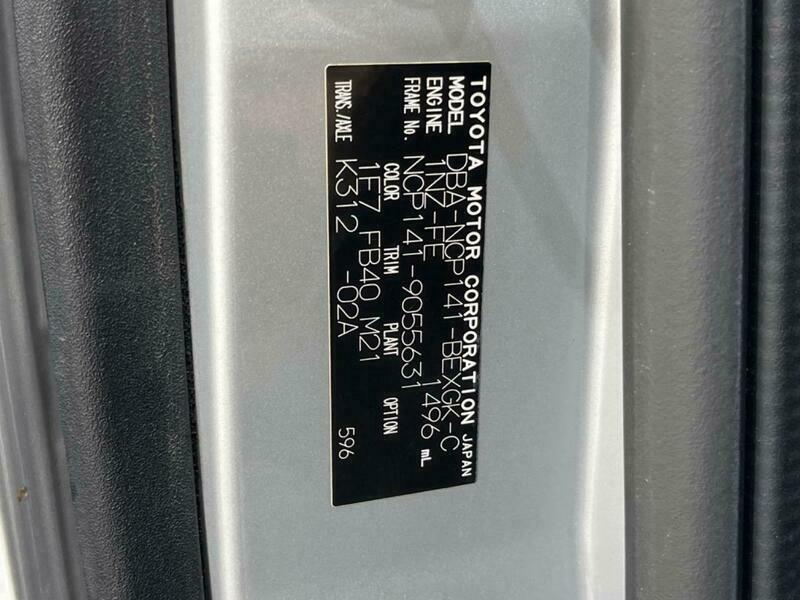 TOYOTA MOTOR CORPORATION JAPAN
MODEL DBA-NCP141-BEXGK-C
ENGINE 1NZ-FE 1496 mL
FRAME No. NCP141-9055631
COLOR TRIM PLANT OPTION
1F7 FB40 M21
TRANS./AXLE K312 -02A 596